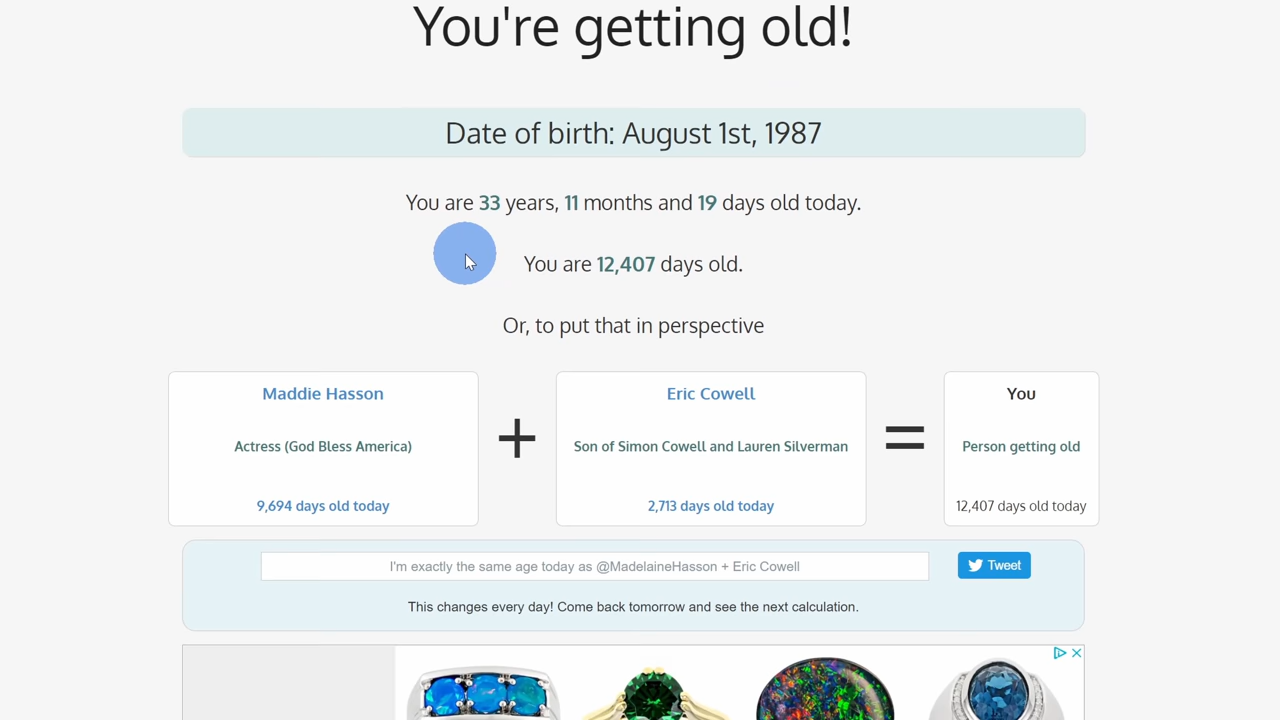 You're getting old!
Date of birth: August 1st, 1987
You are 33 years, 11 months and 19 days old today.
You are 12,407 days old.
Or, to put that in perspective
Maddie Hasson
Actress (God Bless America)
9,694 days old today
+
Eric Cowell
Son of Simon Cowell and Lauren Silverman
2,713 days old today
=
You
Person getting old
12,407 days old today
I'm exactly the same age today as @MadelaineHasson + Eric Cowell
Tweet
This changes every day! Come back tomorrow and see the next calculation.